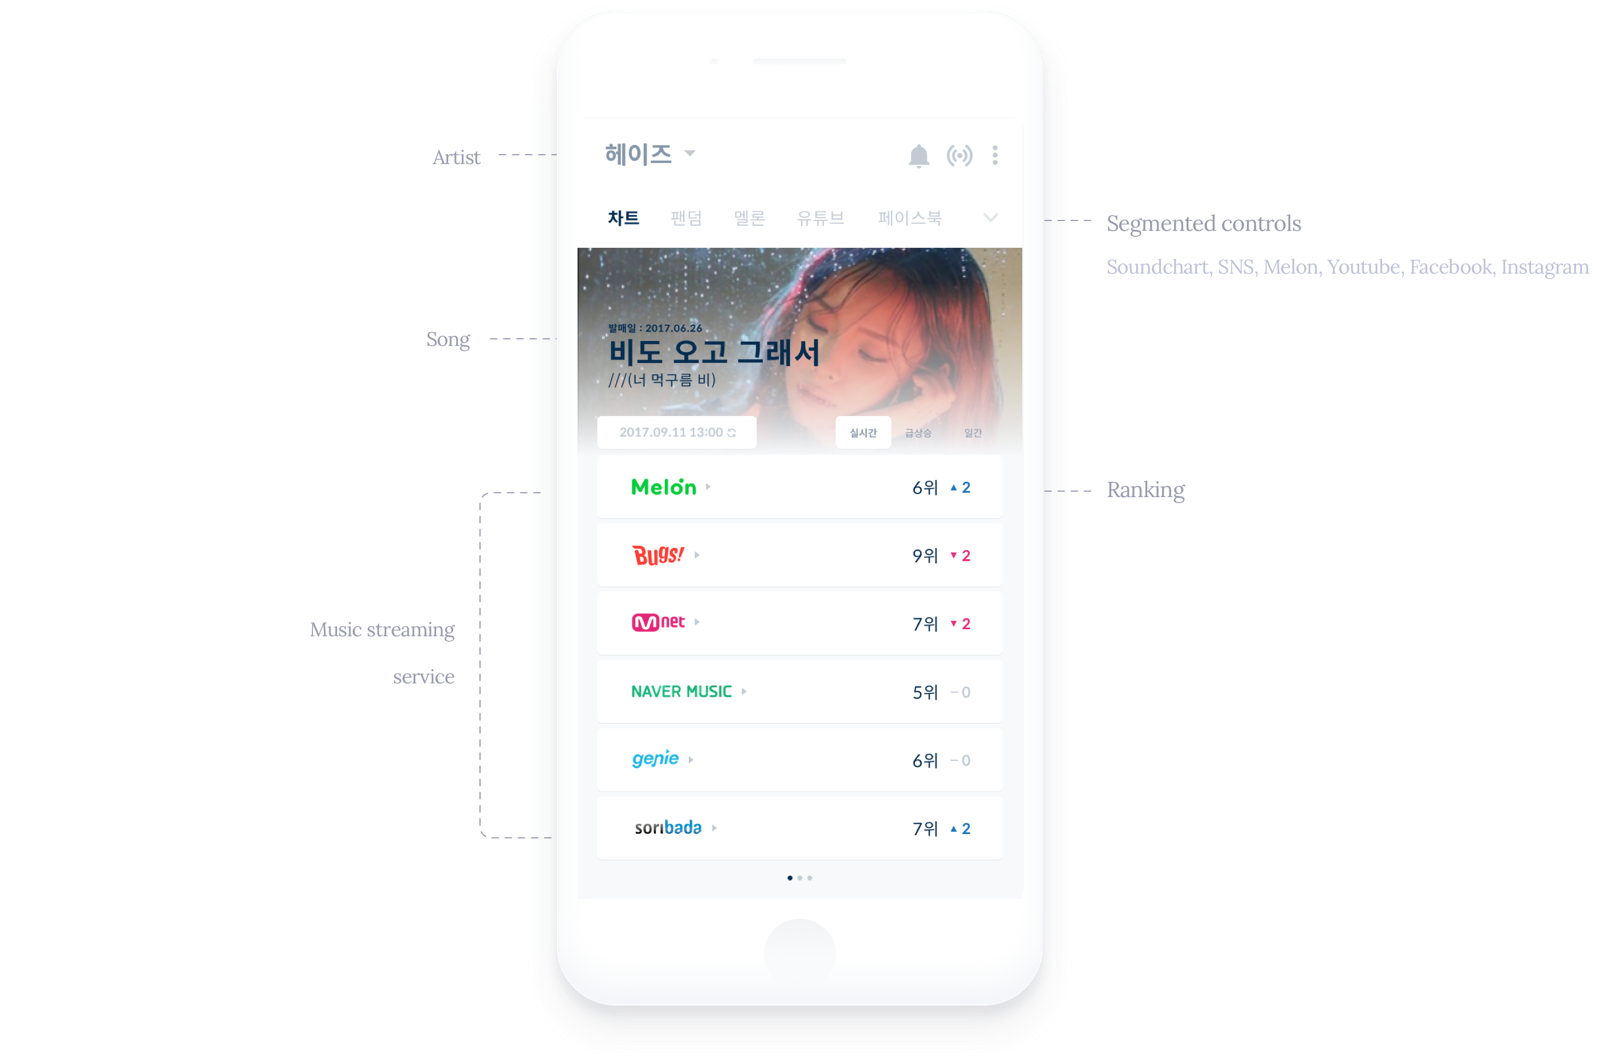 Artist
헤이즈
차트 팬덤 멜론 유튜브 페이스북
Segmented controls
Soundchart, SNS, Melon, Youtube, Facebook, Instagram
Song
발매일 : 2017.06.26
비도 오고 그래서
///(너 먹구름 비)
2017.09.11 13:00
실시간 급상승 일간
Melon 6위 ▲ 2
Ranking
Bugs! 9위 ▼ 2
Mnet 7위 ▼ 2
Music streaming
service
NAVER MUSIC 5위 – 0
genie 6위 – 0
soribada 7위 ▲ 2